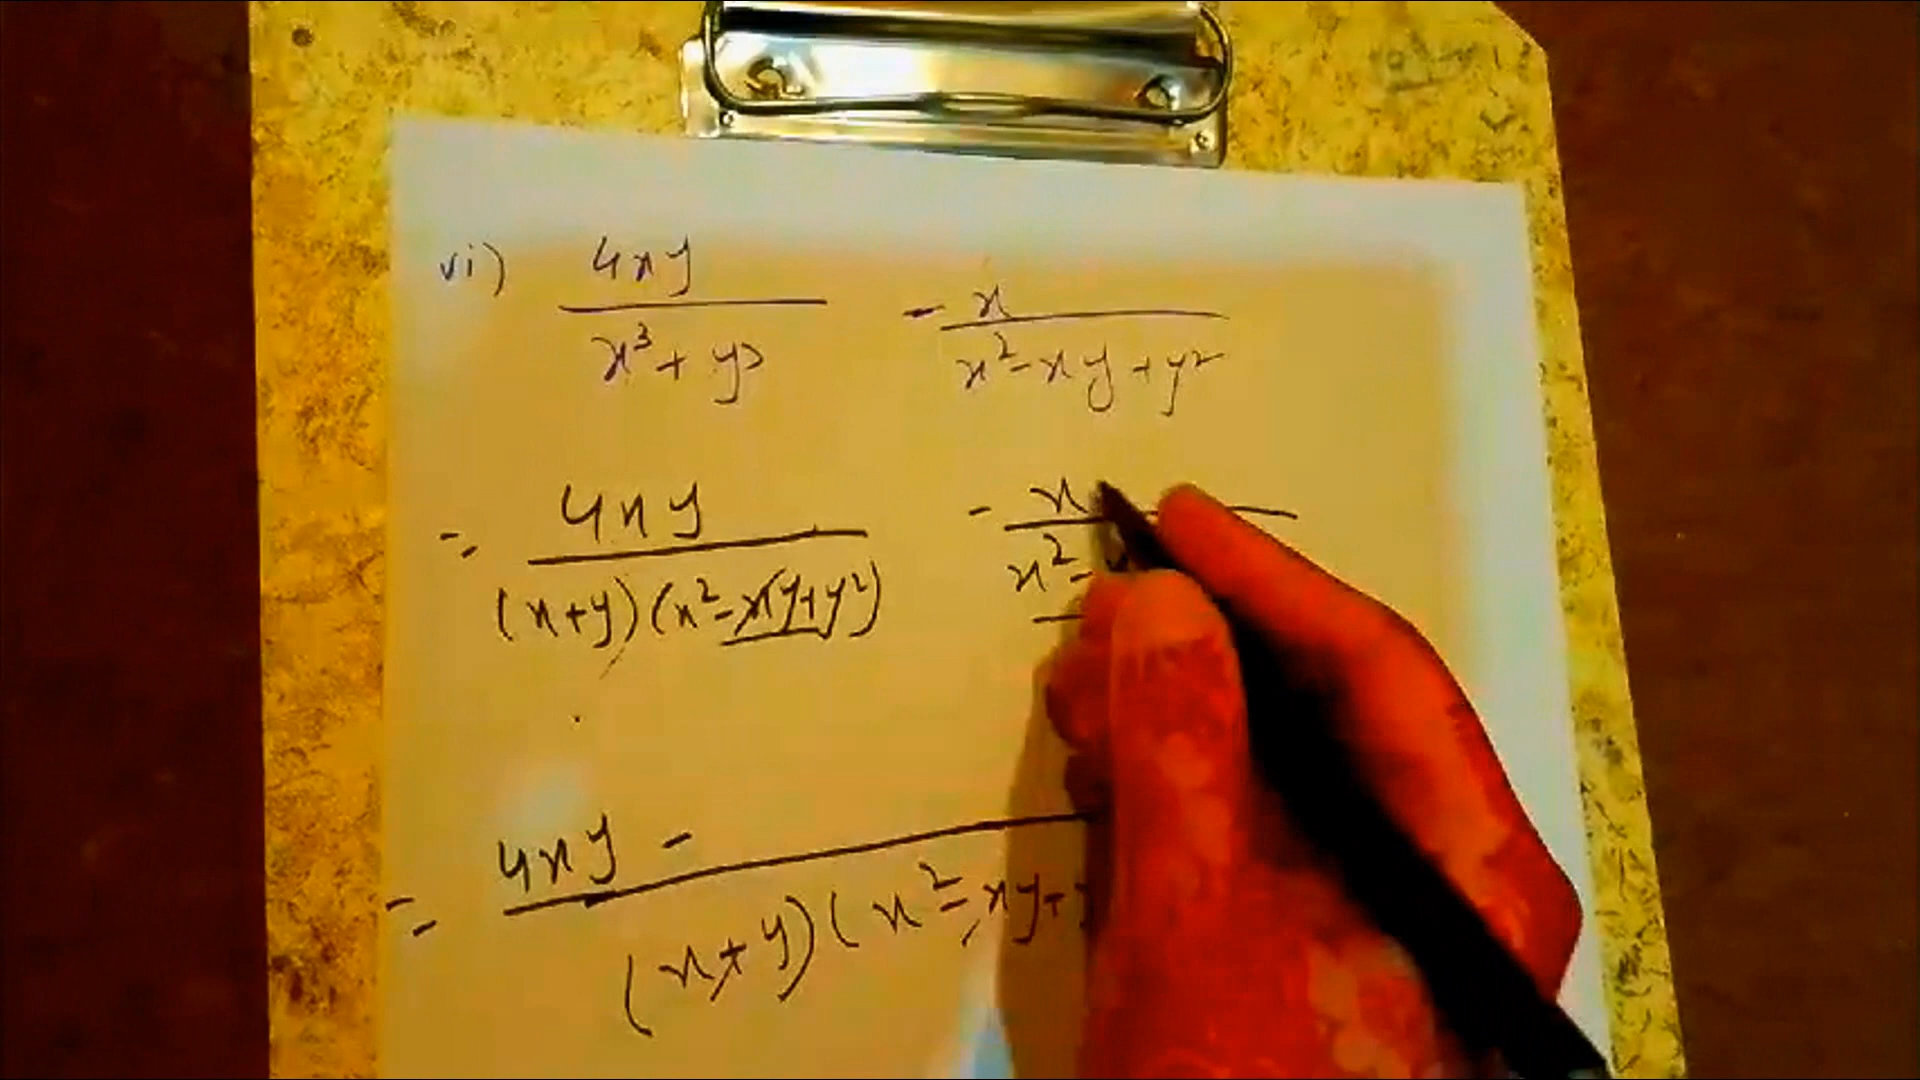 vi) 4xy / x³ + y³ - x / x² - xy + y²
= 4xy / (x+y)(x² - xy + y²) - x / x² -
= 4xy - / (x+y)(x² - xy +